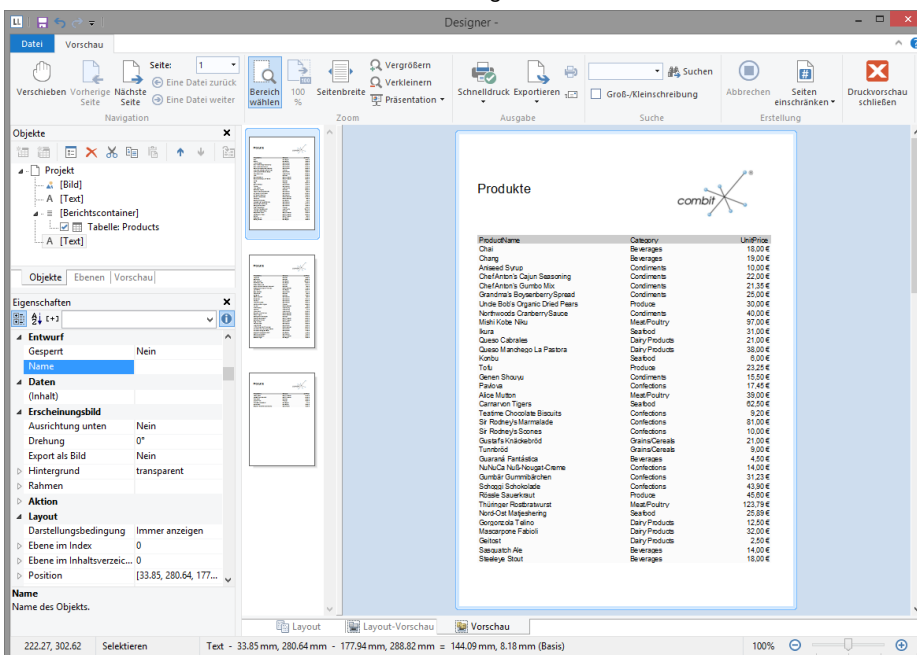 Designer -
Datei Vorschau
Verschieben
Vorherige Seite
Nächste Seite
Seite: 1
Eine Datei zurück
Eine Datei weiter
Navigation
Bereich wählen
100 %
Seitenbreite
Vergrößern
Verkleinern
Präsentation
Zoom
Schnelldruck
Exportieren
Ausgabe
Suchen
Groß-/Kleinschreibung
Suche
Abbrechen
Seiten einschränken
Erstellung
Druckvorschau schließen
Objekte
Projekt
[Bild]
A [Text]
[Berichtscontainer]
Tabelle: Products
A [Text]
Objekte Ebenen Vorschau
Eigenschaften
Entwurf
Gesperrt Nein
Name
Daten
(Inhalt)
Erscheinungsbild
Ausrichtung unten Nein
Drehung 0°
Export als Bild Nein
Hintergrund transparent
Rahmen
Aktion
Layout
Darstellungsbedingung Immer anzeigen
Ebene im Index 0
Ebene im Inhaltsverzeic... 0
Position [33.85, 280.64, 177...
Name
Name des Objekts.
Produkte
combit
ProductName Category UnitPrice
Chai Beverages 18,00 €
Chang Beverages 19,00 €
Aniseed Syrup Condiments 10,00 €
Chef Anton's Cajun Seasoning Condiments 22,00 €
Chef Anton's Gumbo Mix Condiments 21,35 €
Grandma's Boysenberry Spread Condiments 25,00 €
Uncle Bob's Organic Dried Pears Produce 30,00 €
Northwoods Cranberry Sauce Condiments 40,00 €
Mishi Kobe Niku Meat/Poultry 97,00 €
Ikura Seafood 31,00 €
Queso Cabrales Dairy Products 21,00 €
Queso Manchego La Pastora Dairy Products 38,00 €
Konbu Seafood 6,00 €
Tofu Produce 23,25 €
Genen Shouyu Condiments 15,50 €
Pavlova Confections 17,45 €
Alice Mutton Meat/Poultry 39,00 €
Carnarvon Tigers Seafood 62,50 €
Teatime Chocolate Biscuits Confections 9,20 €
Sir Rodney's Marmalade Confections 81,00 €
Sir Rodney's Scones Confections 10,00 €
Gustaf's Knäckebröd Grains/Cereals 21,00 €
Tunnbröd Grains/Cereals 9,00 €
Guaraná Fantástica Beverages 4,50 €
NuNuCa Nuß-Nougat-Creme Confections 14,00 €
Gumbär Gummibärchen Confections 31,23 €
Schoggi Schokolade Confections 43,90 €
Rössle Sauerkraut Produce 45,60 €
Thüringer Rostbratwurst Meat/Poultry 123,79 €
Nord-Ost Matjeshering Seafood 25,89 €
Gorgonzola Telino Dairy Products 12,50 €
Mascarpone Fabioli Dairy Products 32,00 €
Geitost Dairy Products 2,50 €
Sasquatch Ale Beverages 14,00 €
Steeleye Stout Beverages 18,00 €
Layout Layout-Vorschau Vorschau
222.27, 302.62 Selektieren Text - 33.85 mm, 280.64 mm - 177.94 mm, 288.82 mm = 144.09 mm, 8.18 mm (Basis) 100%